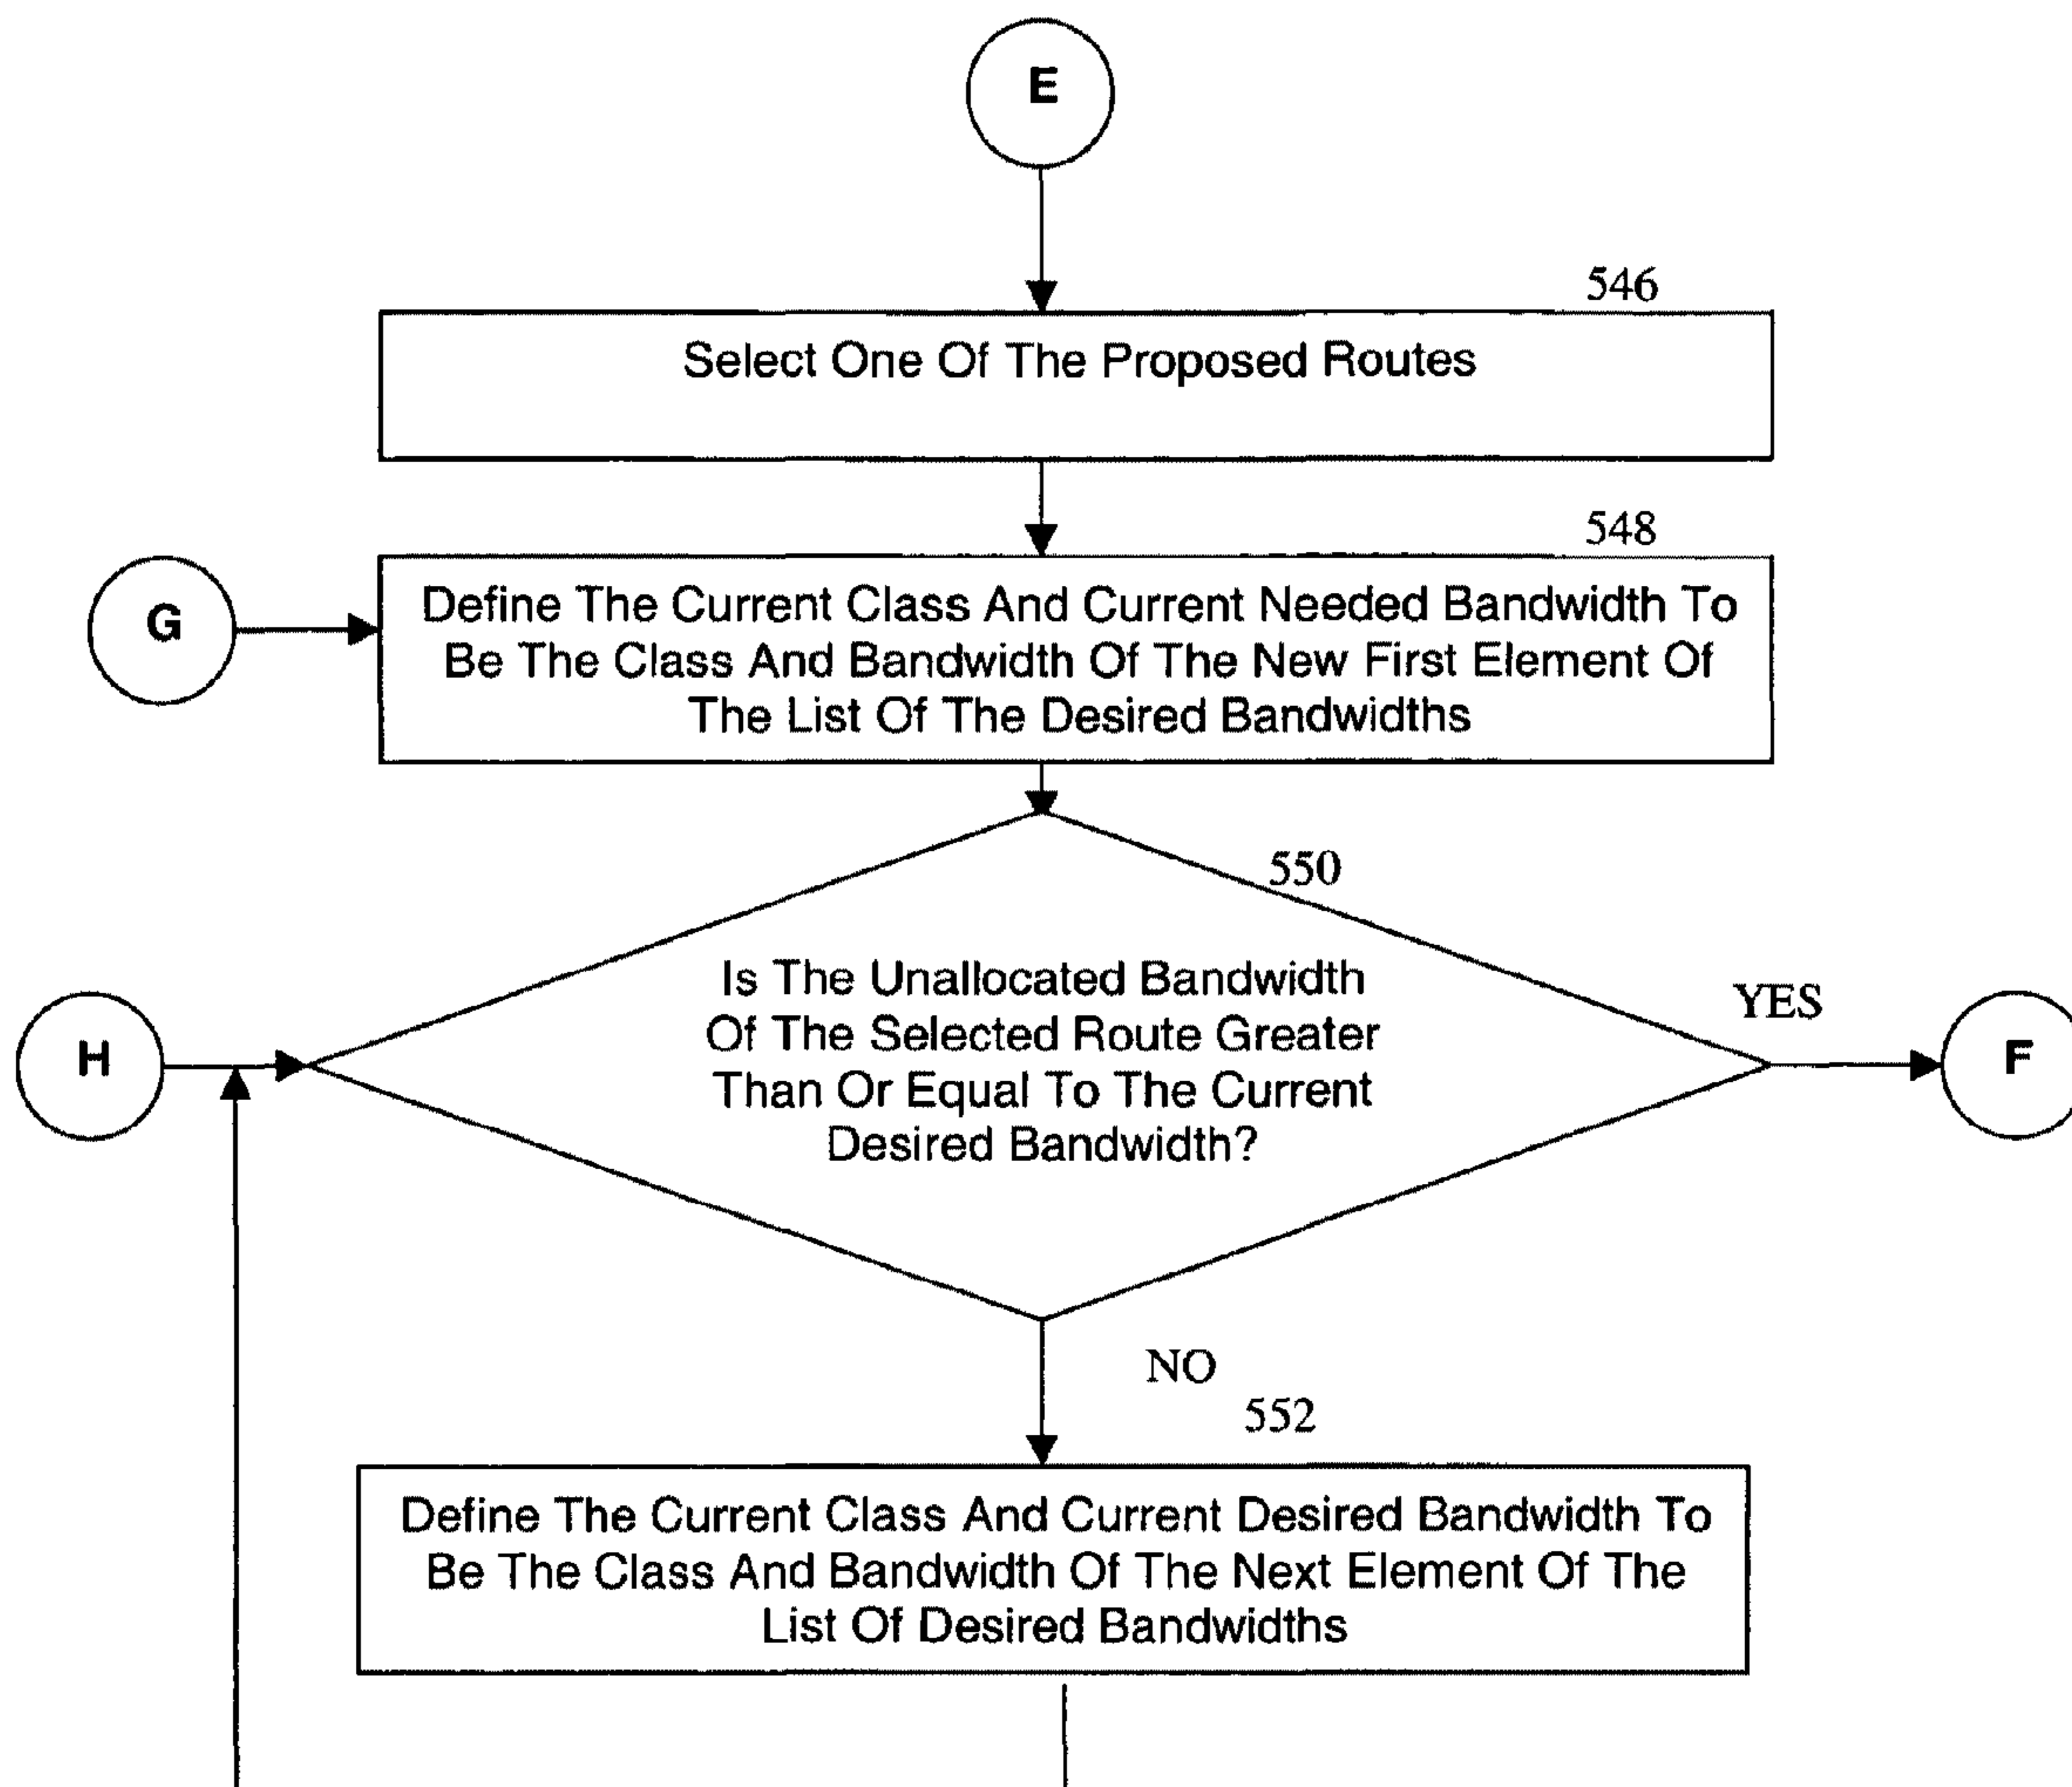 E
546
Select One Of The Proposed Routes
548
G
Define The Current Class And Current Needed Bandwidth To
Be The Class And Bandwidth Of The New First Element Of
The List Of The Desired Bandwidths
550
Is The Unallocated Bandwidth
Of The Selected Route Greater
Than Or Equal To The Current
Desired Bandwidth?
YES
H
F
NO
552
Define The Current Class And Current Desired Bandwidth To
Be The Class And Bandwidth Of The Next Element Of The
List Of Desired Bandwidths